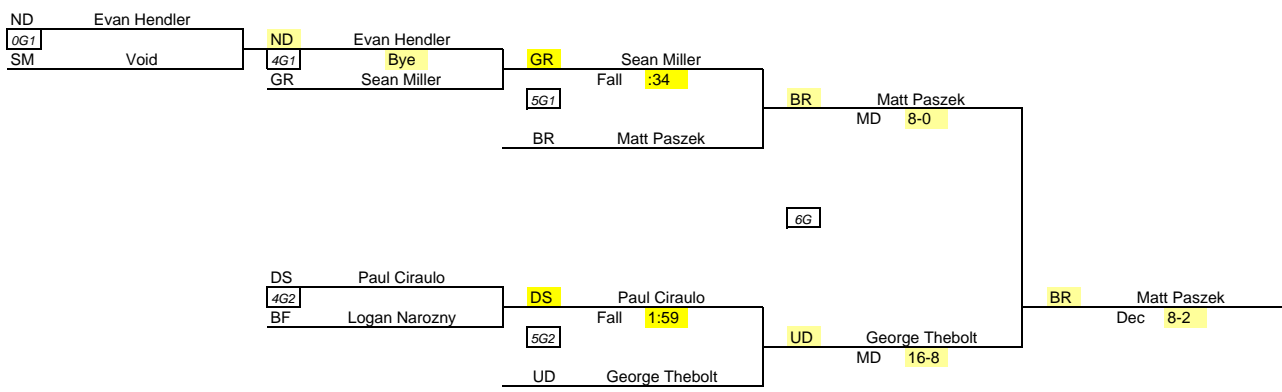 ND Evan Hendler
0G1
SM Void
ND Evan Hendler
4G1 Bye
GR Sean Miller
GR Sean Miller
Fall :34
5G1
BR Matt Paszek
BR Matt Paszek
MD 8-0
6G
DS Paul Ciraulo
4G2
BF Logan Narozny
DS Paul Ciraulo
Fall 1:59
5G2
UD George Thebolt
UD George Thebolt
MD 16-8
BR Matt Paszek
Dec 8-2